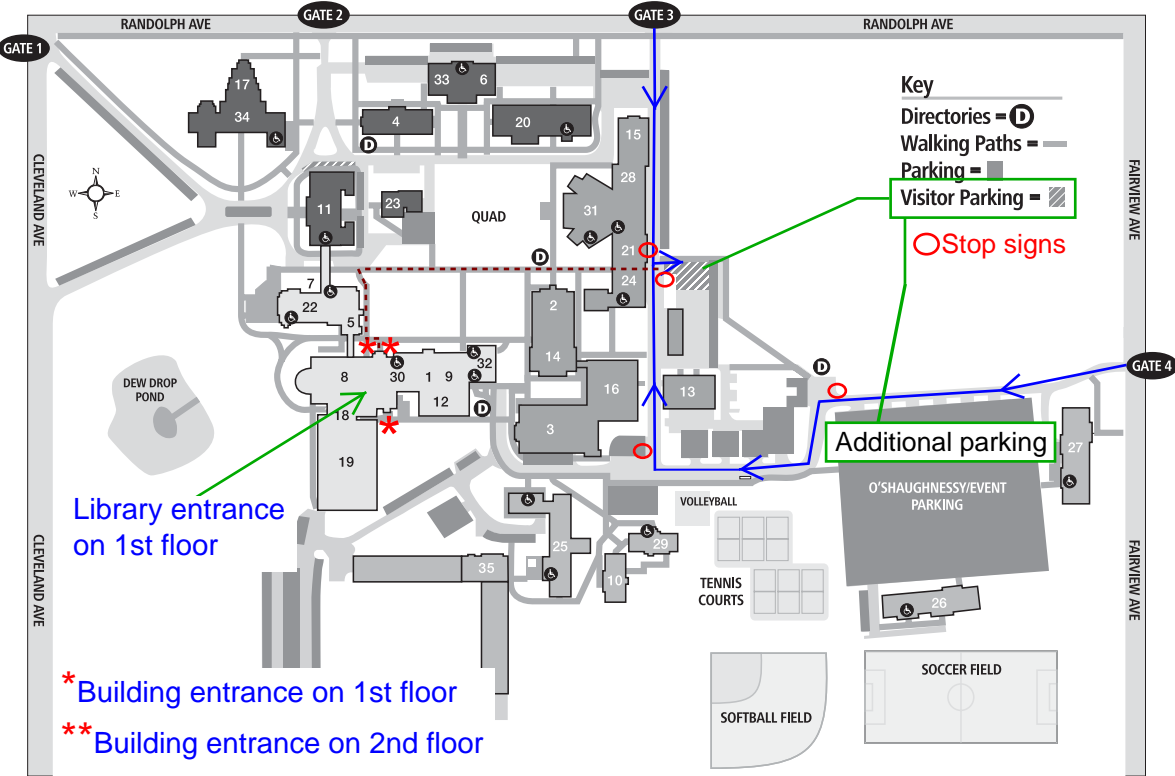 GATE 2
GATE 3
RANDOLPH AVE
RANDOLPH AVE
GATE 1
17
34
33 6
4
20
15
28
31
21
24
D
Key
Directories = D
Walking Paths =
Parking =
Visitor Parking =
Stop signs
CLEVELAND AVE
FAIRVIEW AVE
N
W E
S
11
23
QUAD
D
7
22
5
2
14
** 
8
30
1 9
12
32
D
16
13
3
D
GATE 4
DEW DROP
POND
18
*
19
Additional parking
27
O'SHAUGHNESSY/EVENT
PARKING
Library entrance
on 1st floor
VOLLEYBALL
25
29
10
35
TENNIS
COURTS
26
CLEVELAND AVE
FAIRVIEW AVE
SOCCER FIELD
SOFTBALL FIELD
*Building entrance on 1st floor
**Building entrance on 2nd floor